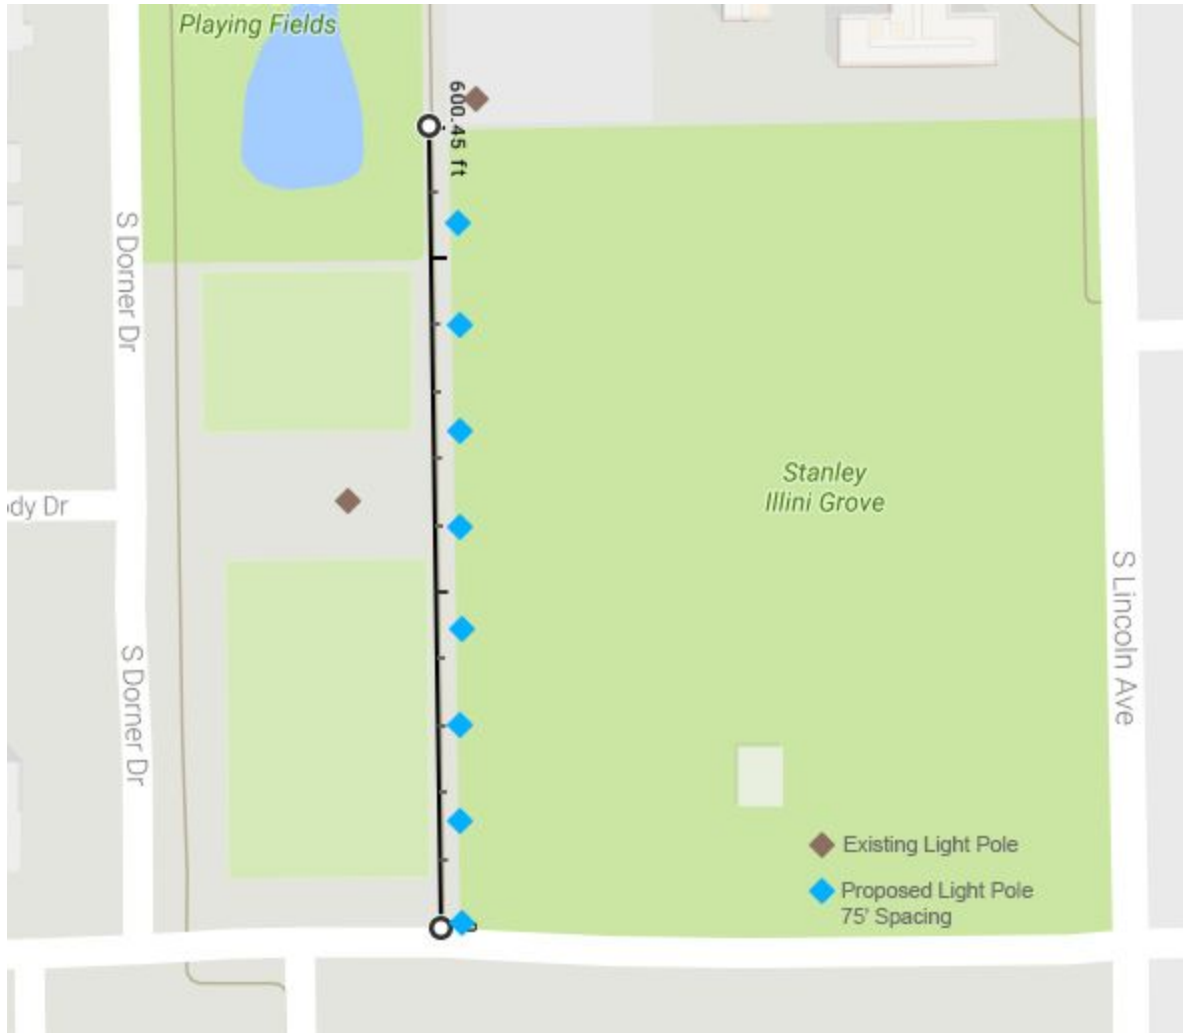 Playing Fields
600.45 ft
S Dorner Dr
Stanley
Illini Grove
dy Dr
S Lincoln Ave
S Dorner Dr
Existing Light Pole
Proposed Light Pole
75' Spacing